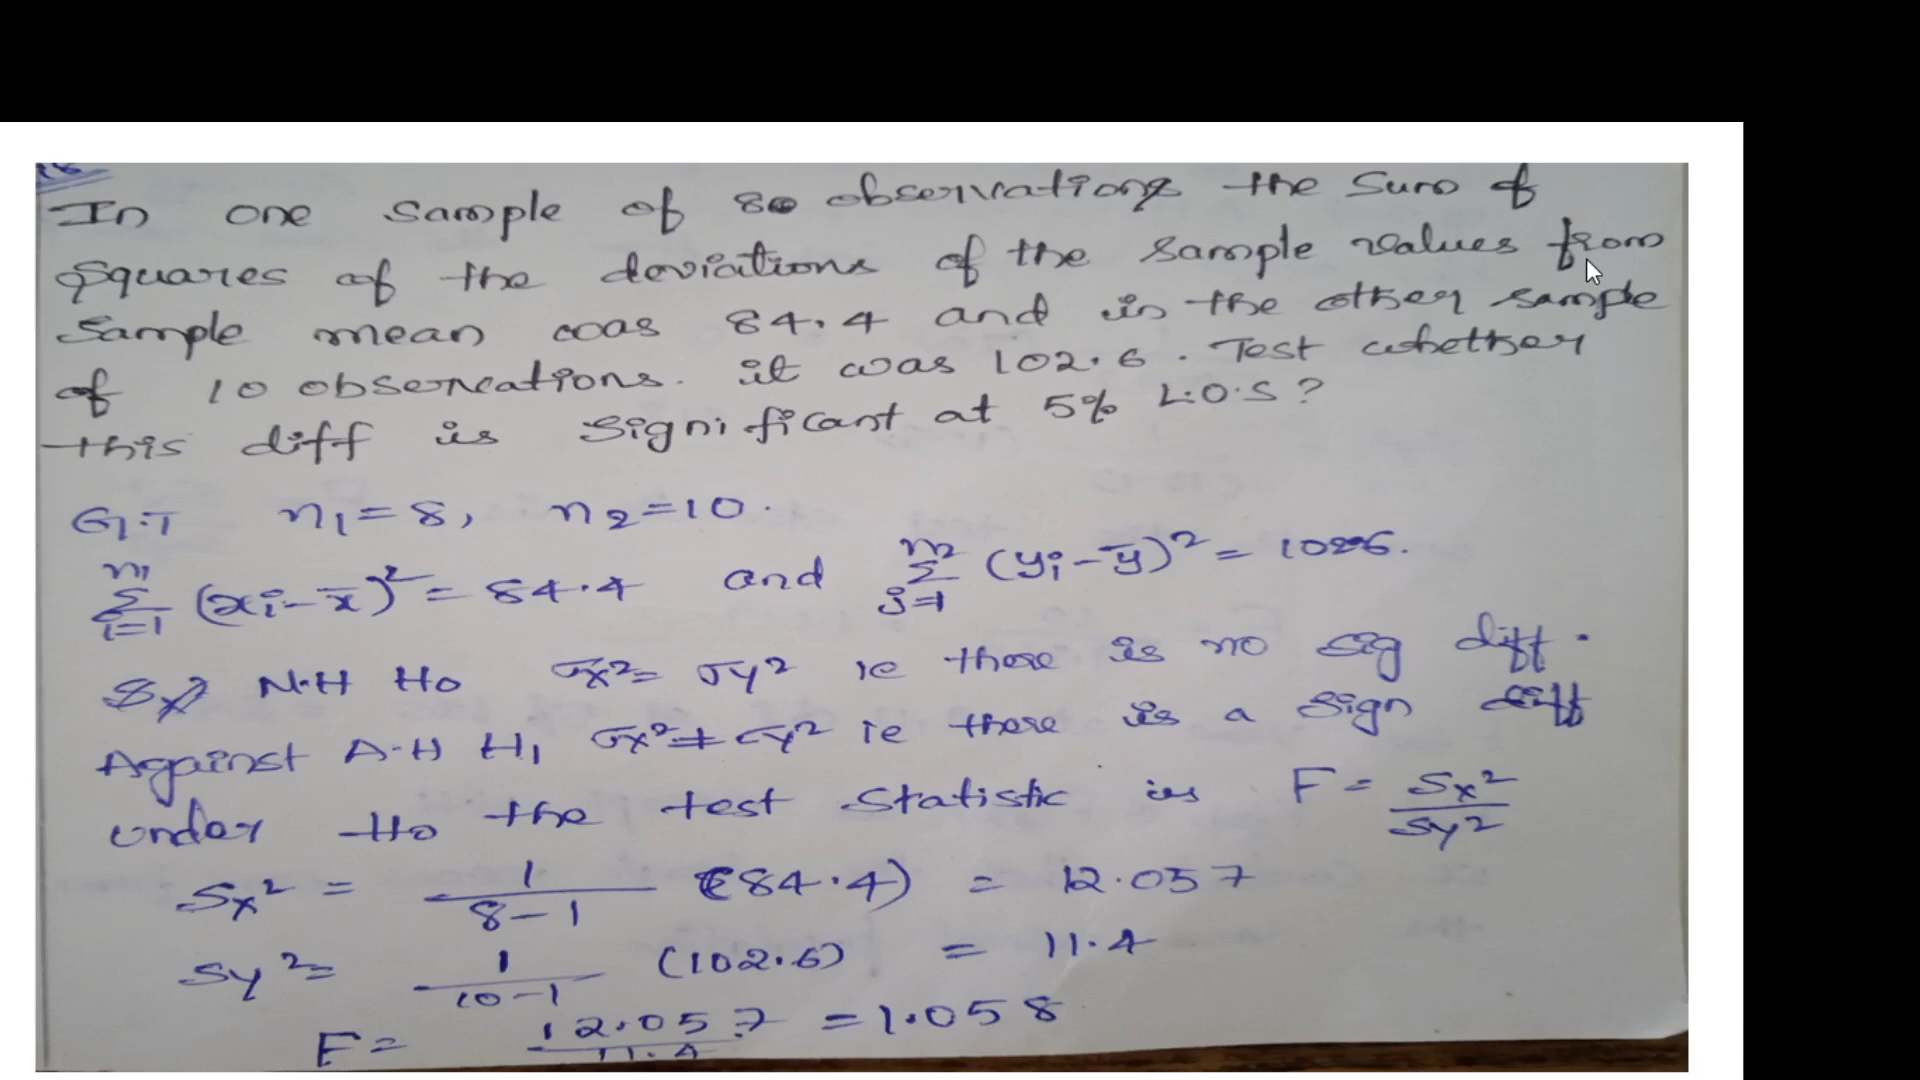 18
In one sample of 8 observations the sum of
squares of the deviations of the sample values from
sample mean was 84.4 and in the other sample
of 10 observations. it was 102.6. Test whether
this diff is significant at 5% L.O.S?
G.T n1=8, n2=10.
n1 Σ i=1 (xi-x̄)² = 84.4 and n2 Σ j=1 (yi-ȳ)² = 102.6.
N.H H0 σx²= σy² ie there is no sig diff.
Against A.H H1 σx²≠σy² ie there is a sign diff
under H0 the test statistic is F = Sx²/Sy²
Sx² = 1/(8-1) (84.4) = 12.057
Sy²= 1/(10-1) (102.6) = 11.4
F = 12.057/11.4 = 1.058